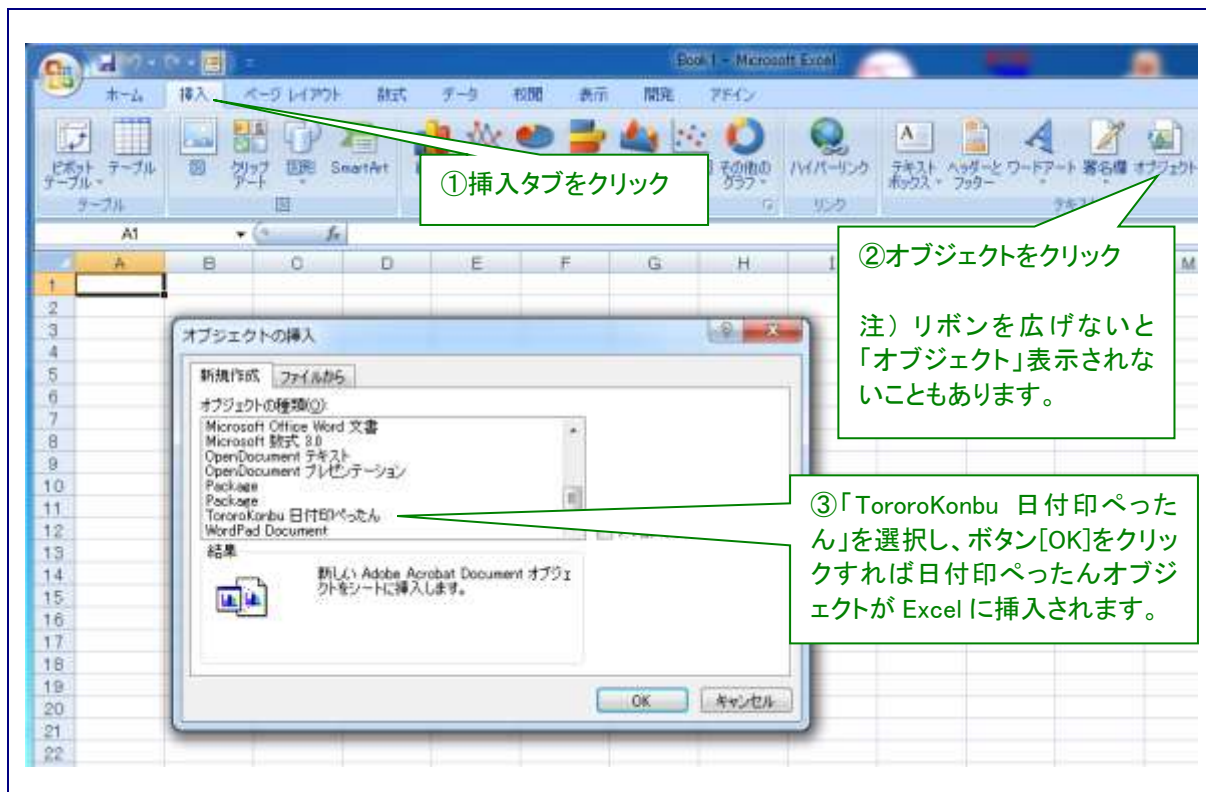 Book1 - Microsoft Excel
ホーム 挿入 ページ レイアウト 数式 データ 校閲 表示 開発 アドイン
ピボット テーブル テーブル 図 クリップ アート 図形 SmartArt その他の グラフ ハイパーリンク テキスト ボックス ヘッダーと フッター ワードアート 署名欄 オブジェクト
テーブル 図 リンク
①挿入タブをクリック
A1 fx
A B C D E F G H I M
②オブジェクトをクリック
注）リボンを広げないと
「オブジェクト」表示されな
いこともあります。
1
2
3
4
5
6
7
8
9
10
11
12
13
14
15
16
17
18
19
20
21
22
オブジェクトの挿入
新規作成 ファイルから
オブジェクトの種類(O):
Microsoft Office Word 文書
Microsoft 数式 3.0
OpenDocument テキスト
OpenDocument プレゼンテーション
Package
Package
TororoKonbu 日付印ぺったん
WordPad Document
結果
新しい Adobe Acrobat Document オブジェ
クトをシートに挿入します。
OK キャンセル
③「TororoKonbu 日付印ぺった
ん」を選択し、ボタン[OK]をクリッ
クすれば日付印ぺったんオブジ
ェクトが Excel に挿入されます。